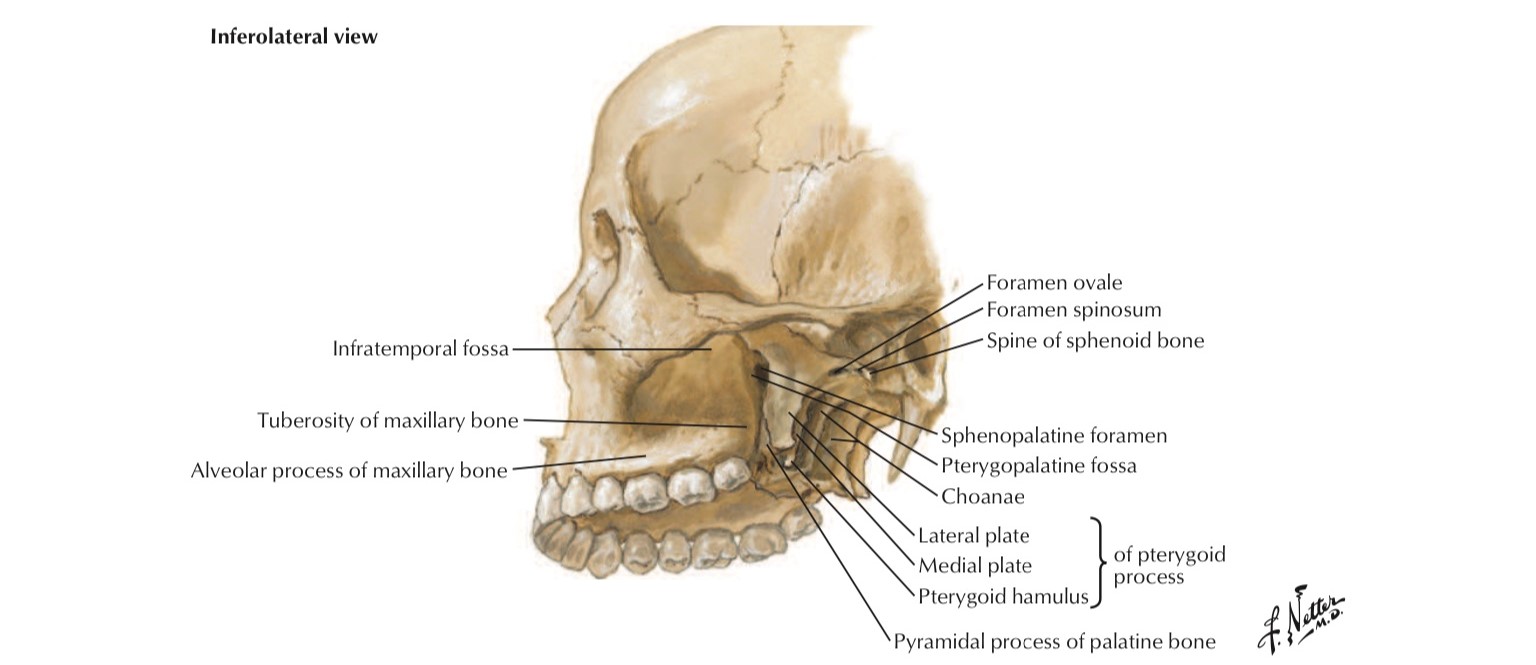 Inferolateral view
Foramen ovale
Foramen spinosum
Spine of sphenoid bone
Infratemporal fossa
Tuberosity of maxillary bone
Alveolar process of maxillary bone
Sphenopalatine foramen
Pterygopalatine fossa
Choanae
Lateral plate
Medial plate
Pterygoid hamulus
of pterygoid
process
Pyramidal process of palatine bone
F. Netter
M.D.